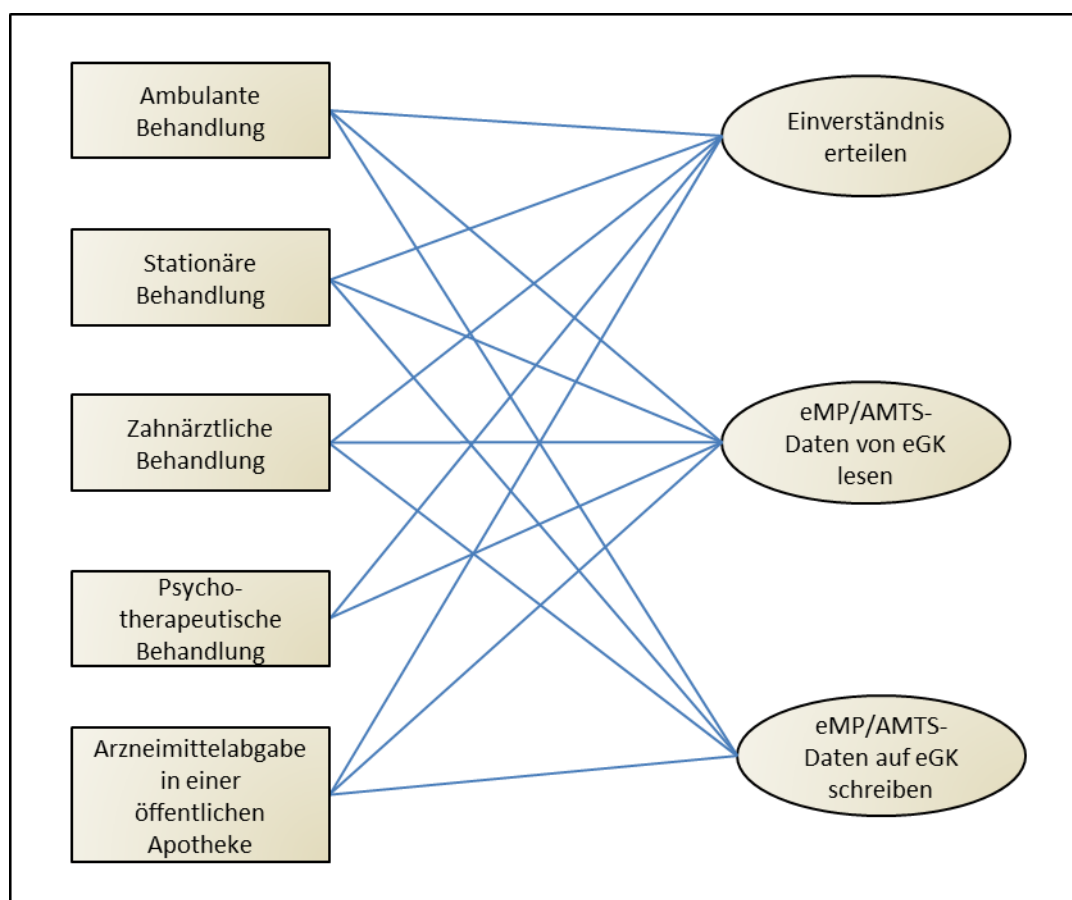 Ambulante
Behandlung
Stationäre
Behandlung
Zahnärztliche
Behandlung
Psycho-
therapeutische
Behandlung
Arzneimittelabgabe
in einer
öffentlichen
Apotheke
Einverständnis
erteilen
eMP/AMTS-
Daten von eGK
lesen
eMP/AMTS-
Daten auf eGK
schreiben